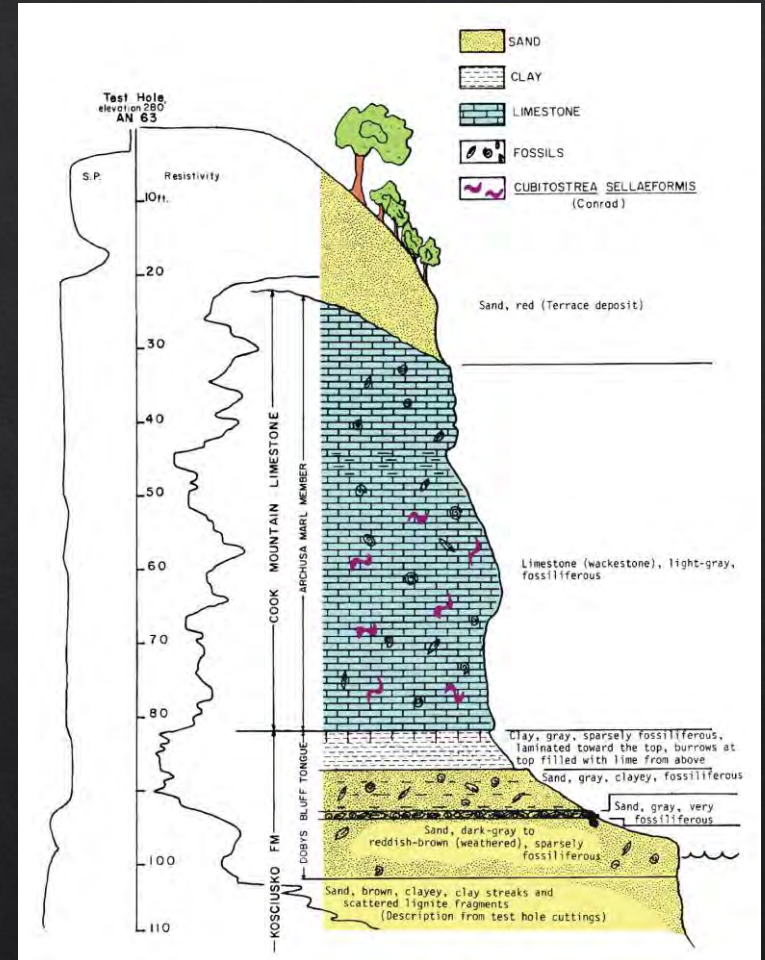 SAND
CLAY
LIMESTONE
FOSSILS
CUBITOSTREA SELLAEFORMIS
(Conrad)
Test Hole,
elevation 280'
AN 63
S.P.
Resistivity
10ft.
20
30
40
50
60
70
80
100
110
COOK MOUNTAIN LIMESTONE
ARCHUSA MARL MEMBER
KOSCIUSKO FM
DOBYS BLUFF TONGUE
Sand, red (Terrace deposit)
Limestone (wackestone), light-gray,
fossiliferous
Clay, gray, sparsely fossiliferous,
laminated toward the top, burrows at
top filled with lime from above
Sand, gray, clayey, fossiliferous
Sand, gray, very
fossiliferous
Sand, dark-gray to
reddish-brown (weathered), sparsely
fossiliferous
Sand, brown, clayey, clay streaks and
scattered lignite fragments
(Description from test hole cuttings)